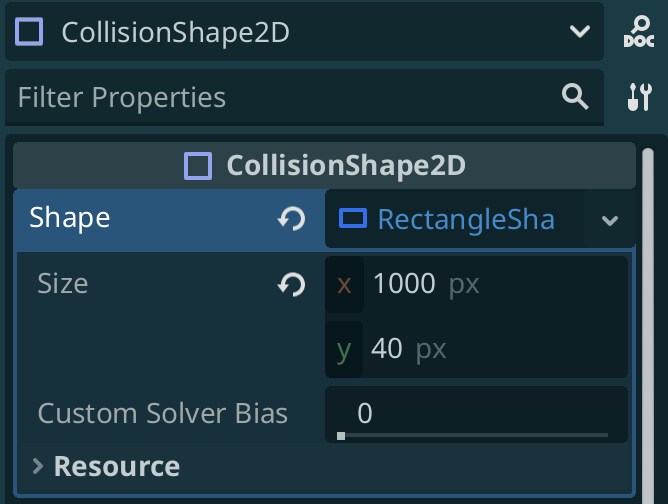 CollisionShape2D
DOC
Filter Properties
CollisionShape2D
Shape RectangleSha
Size x 1000 px
y 40 px
Custom Solver Bias 0
Resource